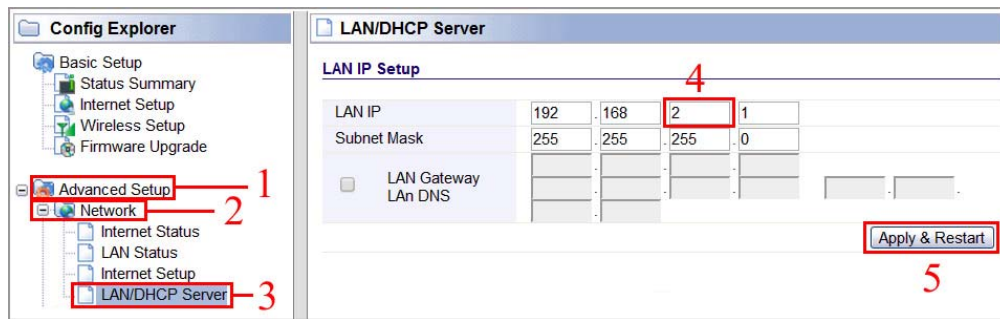 Config Explorer
Basic Setup
Status Summary
Internet Setup
Wireless Setup
Firmware Upgrade
Advanced Setup 1
Network 2
Internet Status
LAN Status
Internet Setup
LAN/DHCP Server 3
LAN/DHCP Server
LAN IP Setup
4
LAN IP 192 . 168 . 2 . 1
Subnet Mask 255 . 255 . 255 . 0
LAN Gateway
LAn DNS
Apply & Restart
5